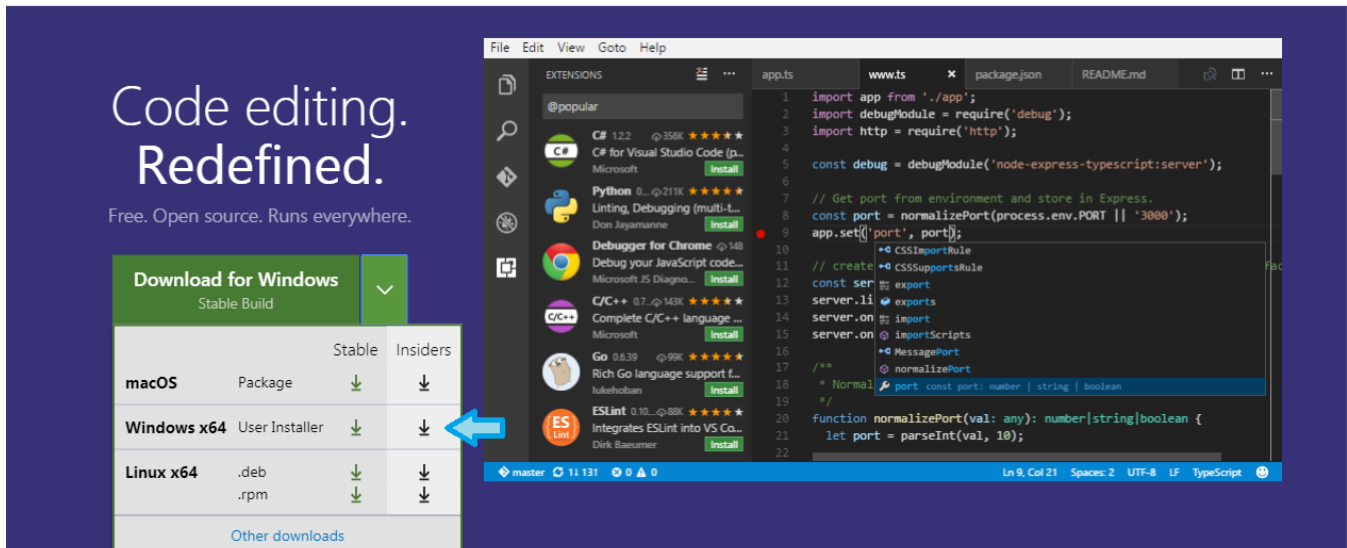 Code editing.
Redefined.
Free. Open source. Runs everywhere.
Download for Windows
Stable Build
Stable Insiders
macOS Package
Windows x64 User Installer
Linux x64 .deb
.rpm
Other downloads
File Edit View Goto Help
EXTENSIONS
@popular
C# 1.2.2 356K
C# for Visual Studio Code (p...
Microsoft Install
Python 0... 211K
Linting, Debugging (multi-t...
Don Jayamanne Install
Debugger for Chrome 148
Debug your JavaScript code...
Microsoft JS Diagno... Install
C/C++ 0.7... 143K
Complete C/C++ language ...
Microsoft Install
Go 0.6.39 99K
Rich Go language support f...
lukehoban Install
ESLint 0.10... 88K
Integrates ESLint into VS Co...
Dirk Baeumer Install
app.ts www.ts package.json README.md
1 import app from './app';
2 import debugModule = require('debug');
3 import http = require('http');
4
5 const debug = debugModule('node-express-typescript:server');
6
7 // Get port from environment and store in Express.
8 const port = normalizePort(process.env.PORT || '3000');
9 app.set('port', port);
10
11 // create
12 const ser
13 server.li
14 server.on
15 server.on
16
17 /**
18 * Normal
19 */
20 function normalizePort(val: any): number|string|boolean {
21 let port = parseInt(val, 10);
22
CSSImportRule
CSSSupportsRule
export
exports
import
importScripts
MessagePort
normalizePort
port const port: number | string | boolean
master 1↓ 13↑ 0 0
Ln 9, Col 21 Spaces: 2 UTF-8 LF TypeScript